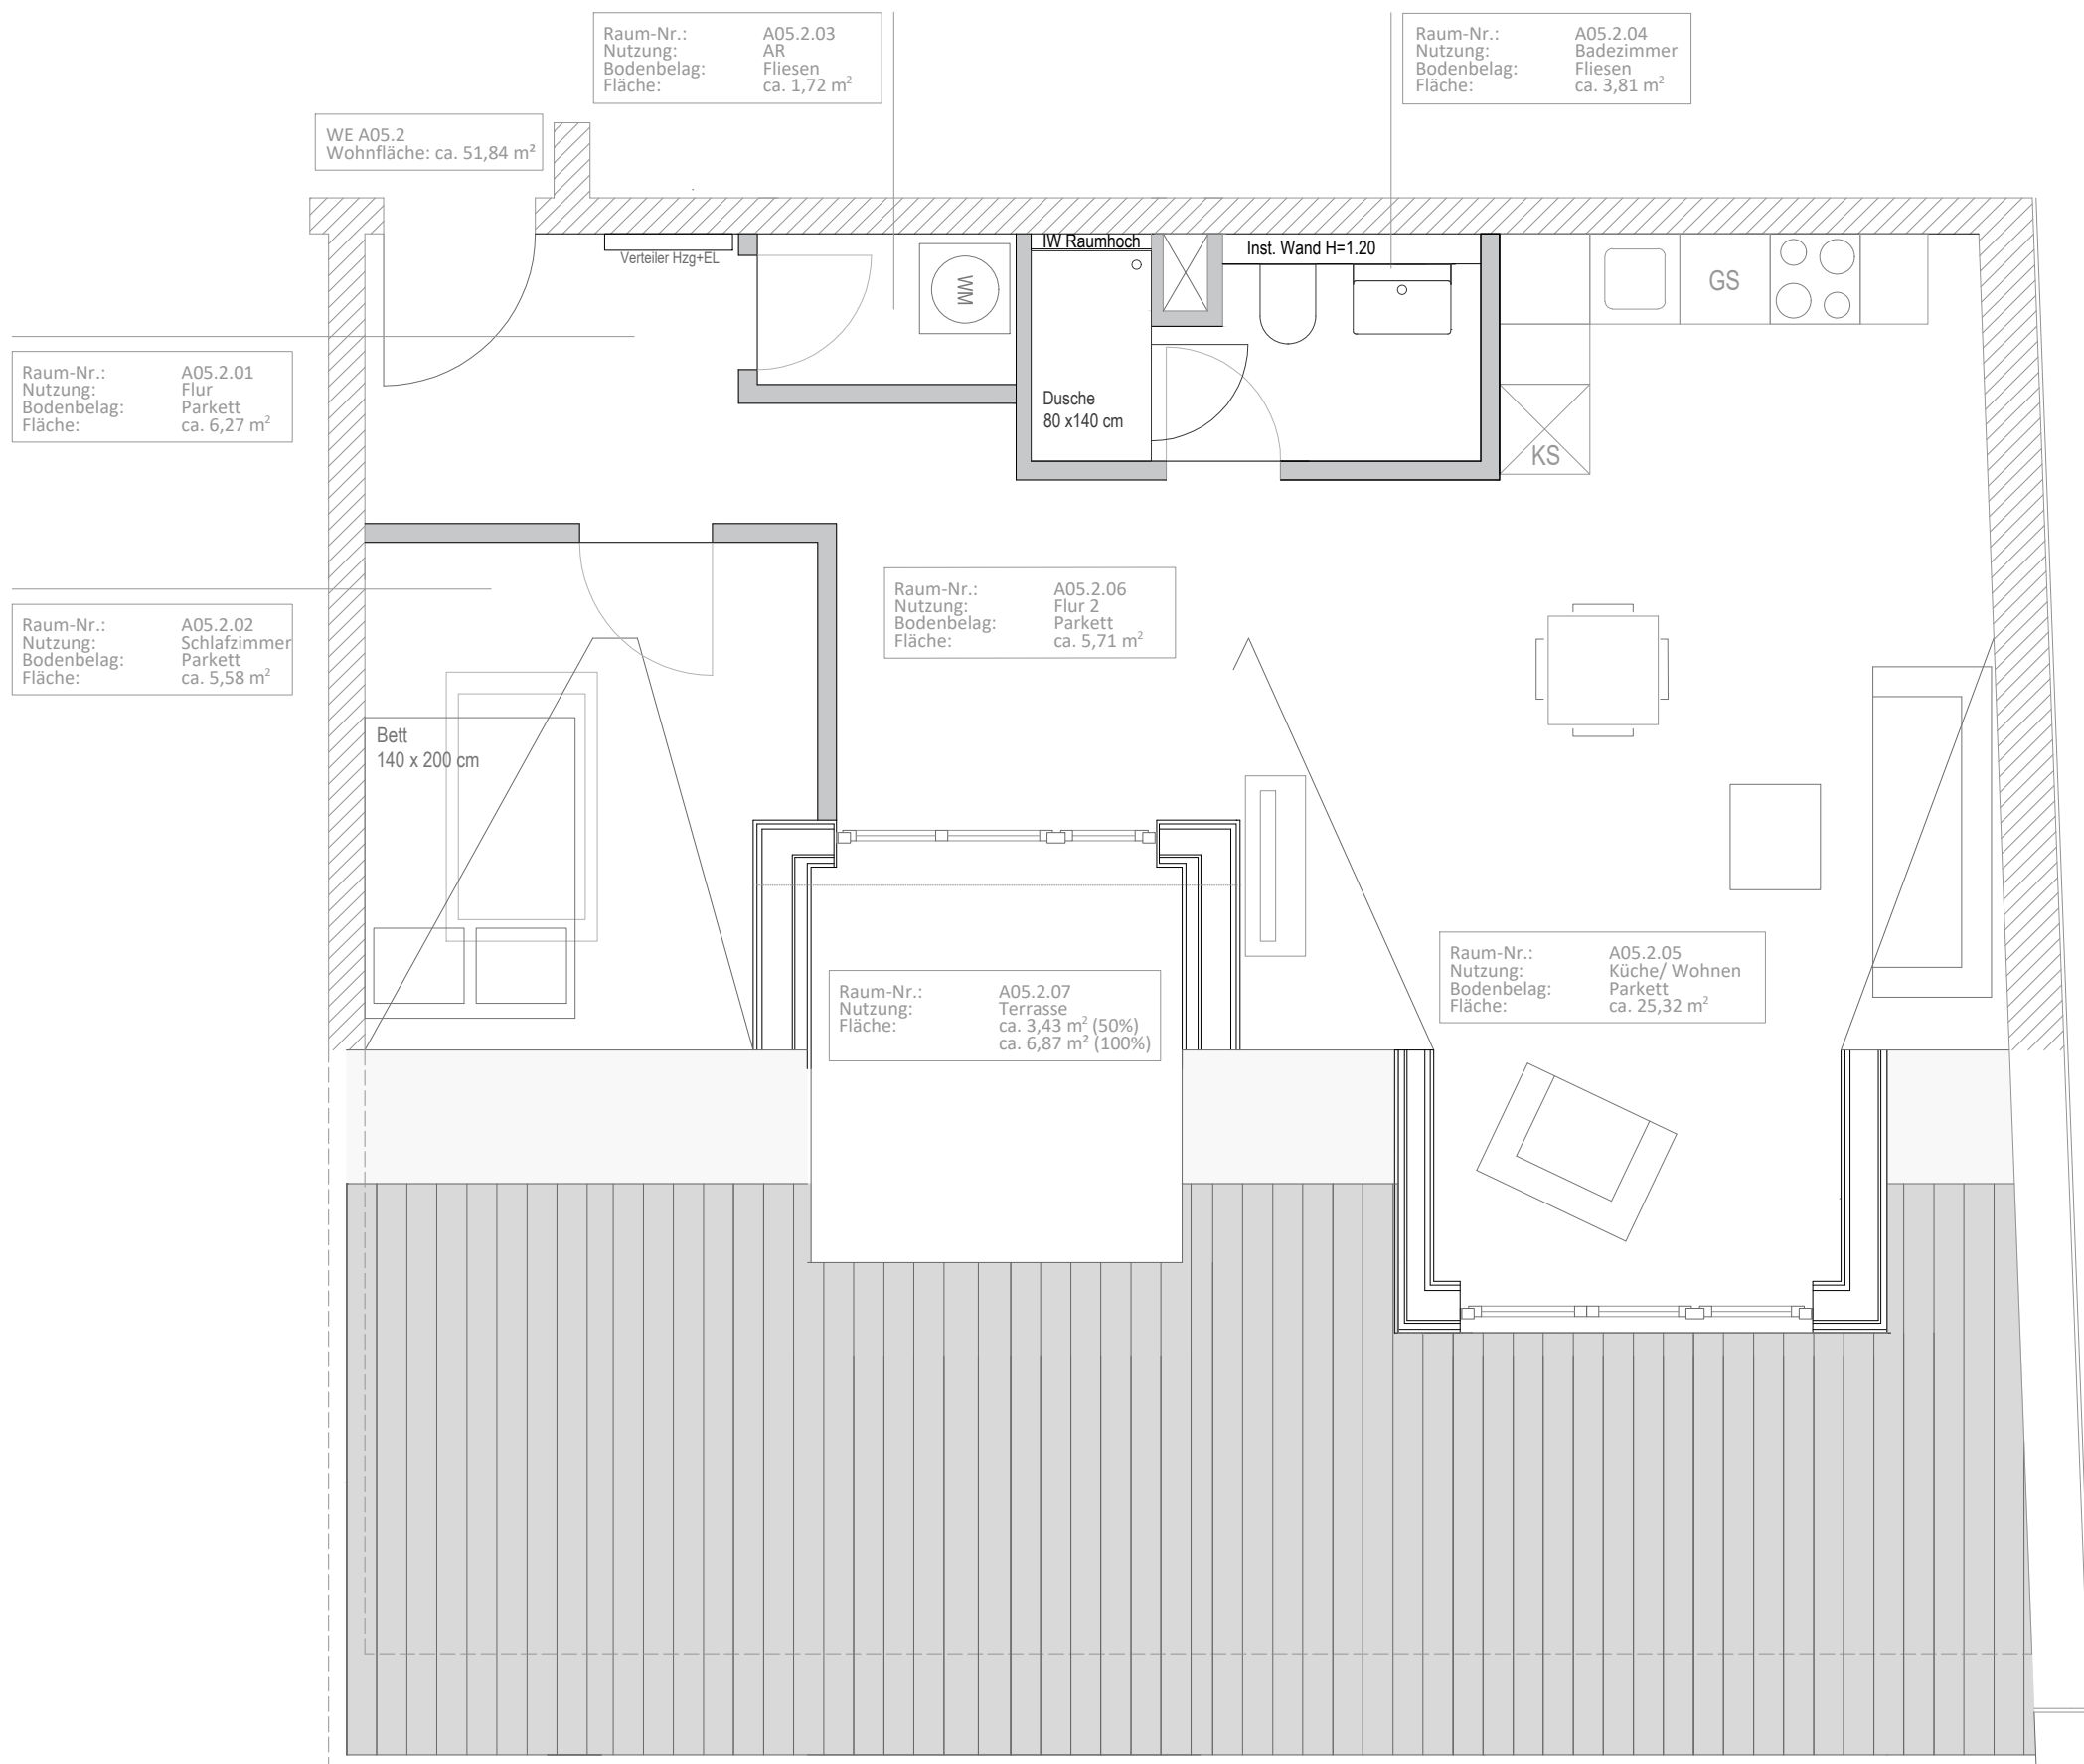 Raum-Nr.: A05.2.03
Nutzung: AR
Bodenbelag: Fliesen
Fläche: ca. 1,72 m²
Raum-Nr.: A05.2.04
Nutzung: Badezimmer
Bodenbelag: Fliesen
Fläche: ca. 3,81 m²
WE A05.2
Wohnfläche: ca. 51,84 m²
Verteiler Hzg+EL
WM
IW Raumhoch
Inst. Wand H=1.20
GS
Raum-Nr.: A05.2.01
Nutzung: Flur
Bodenbelag: Parkett
Fläche: ca. 6,27 m²
Dusche
80 x140 cm
KS
Raum-Nr.: A05.2.02
Nutzung: Schlafzimmer
Bodenbelag: Parkett
Fläche: ca. 5,58 m²
Raum-Nr.: A05.2.06
Nutzung: Flur 2
Bodenbelag: Parkett
Fläche: ca. 5,71 m²
Bett
140 x 200 cm
Raum-Nr.: A05.2.07
Nutzung: Terrasse
Fläche: ca. 3,43 m² (50%)
ca. 6,87 m² (100%)
Raum-Nr.: A05.2.05
Nutzung: Küche/ Wohnen
Bodenbelag: Parkett
Fläche: ca. 25,32 m²